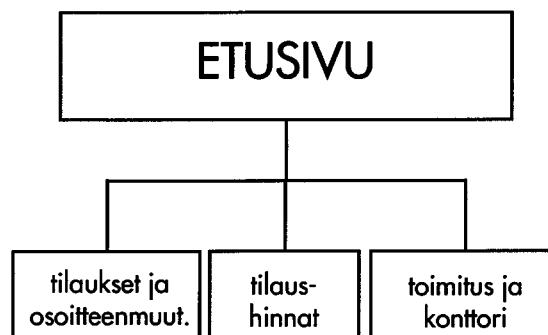 ETUSIVU
tilaukset ja
osoitteenmuut.
tilaus-
hinnat
toimitus ja
konttori